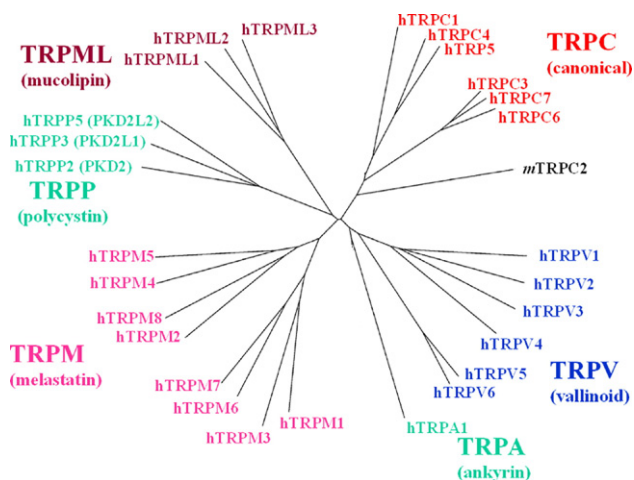 TRPML
(mucolipin)
hTRPML3
hTRPML2
hTRPML1
hTRPC1
hTRPC4
hTRP5
TRPC
(canonical)
hTRPC3
hTRPC7
hTRPC6
mTRPC2
hTRPP5 (PKD2L2)
hTRPP3 (PKD2L1)
hTRPP2 (PKD2)
TRPP
(polycystin)
hTRPM5
hTRPM4
hTRPM8
hTRPM2
TRPM
(melastatin)
hTRPM7
hTRPM6
hTRPM3
hTRPM1
hTRPV1
hTRPV2
hTRPV3
hTRPV4
hTRPV5
hTRPV6
TRPV
(vallinoid)
hTRPA1
TRPA
(ankyrin)